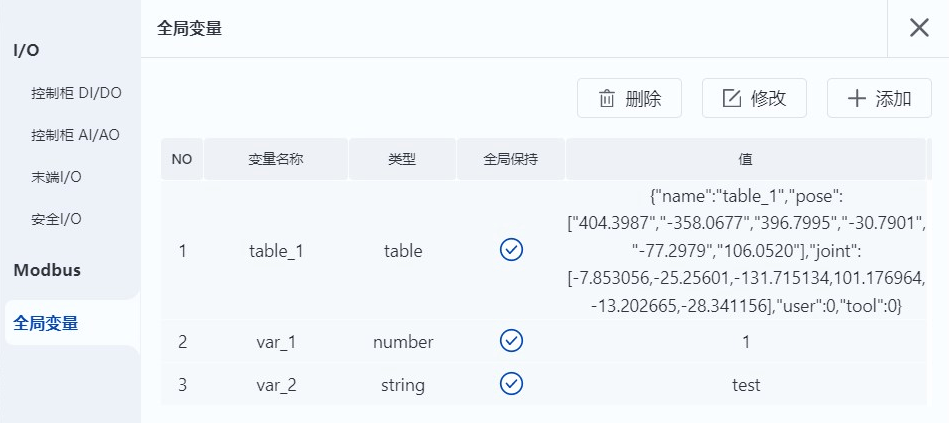 全局变量
I/O
控制柜 DI/DO
控制柜 AI/AO
末端I/O
安全I/O
Modbus
全局变量
删除
修改
添加
NO 变量名称 类型 全局保持 值
1 table_1 table
{"name":"table_1","pose":
["404.3987","-358.0677","396.7995","-30.7901",
"-77.2979","106.0520"],"joint":
[-7.853056,-25.25601,-131.715134,101.176964,
-13.202665,-28.341156],"user":0,"tool":0}
2 var_1 number 1
3 var_2 string test